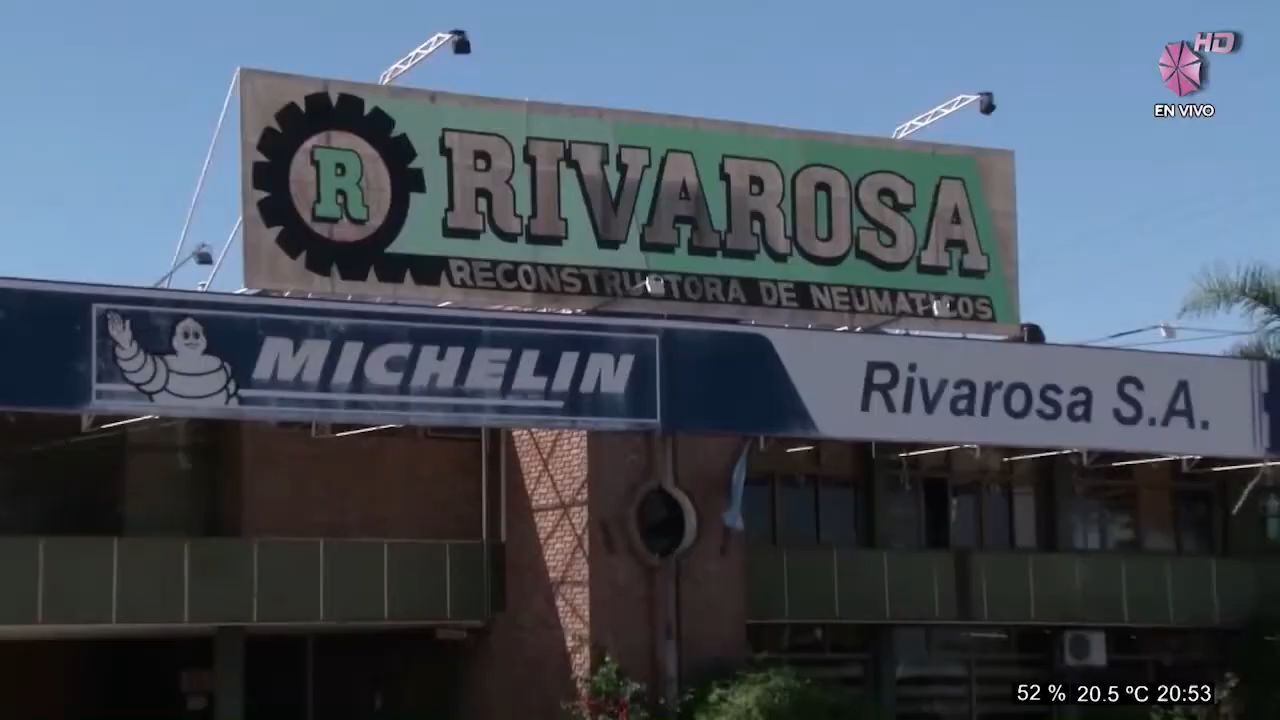 HD
EN VIVO
R RIVAROSA
RECONSTRUCTORA DE NEUMATICOS
MICHELIN
Rivarosa S.A.
52 % 20.5 ºC 20:53